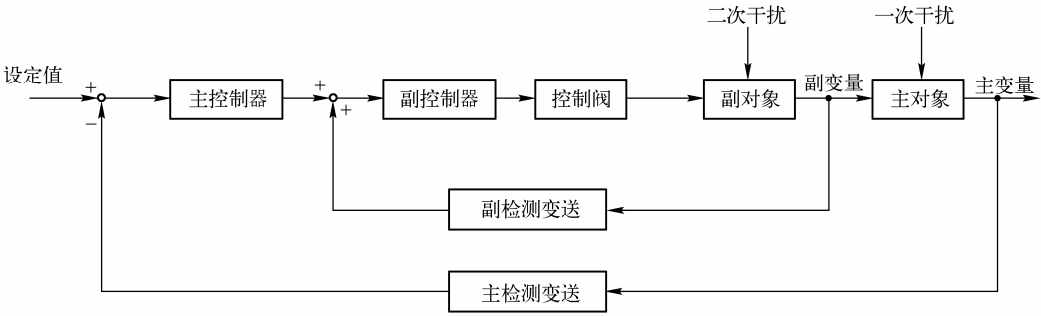 二次干扰
一次干扰
设定值
+
−
主控制器
+
+
副控制器
控制阀
副对象
副变量
主对象
主变量
副检测变送
主检测变送